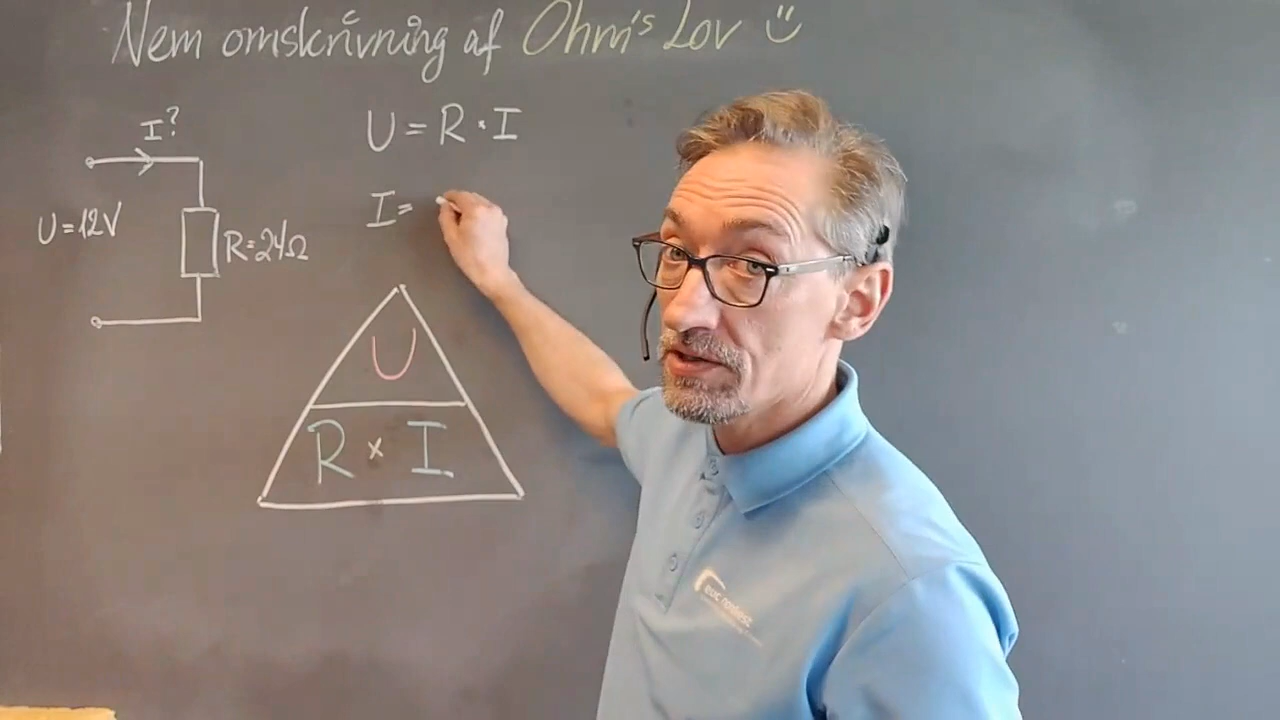 Nem omskrivning af Ohm's Lov
I?
U = R · I
U=12V
R=24Ω
I=
U
R × I
euc nordvest